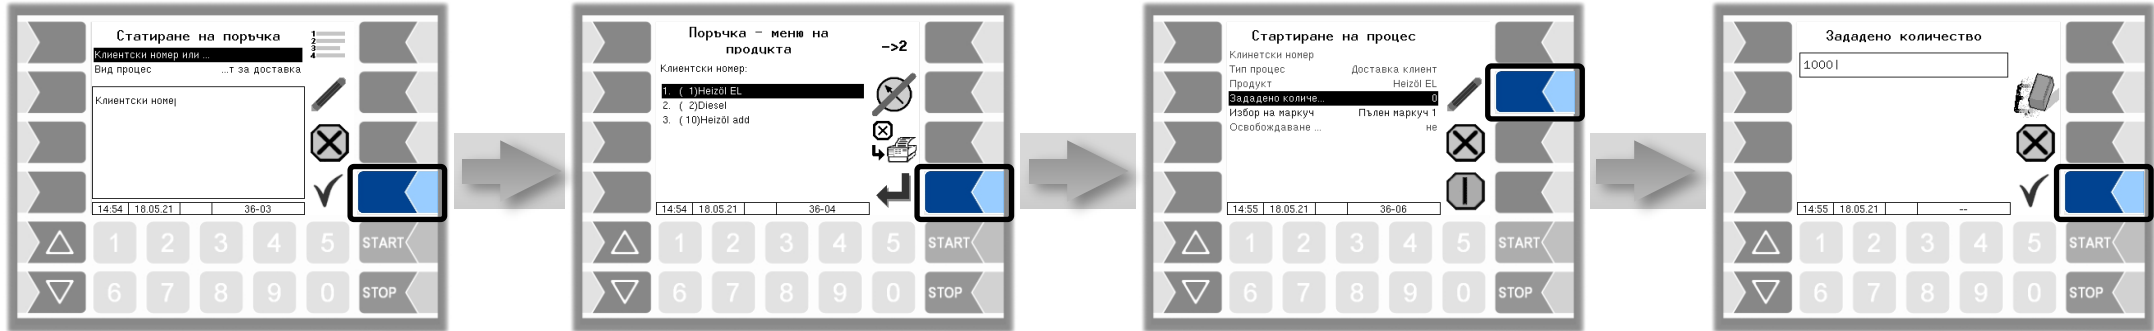 Статиране на поръчка
1
2
3
4
Клиентски номер или ...
Вид процес ...т за доставка
Клиентски номе
14:54 18.05.21 36-03
1 2 3 4 5 START
6 7 8 9 0 STOP
Поръчка - меню на
продукта ->2
Клиентски номер:
1. ( 1)Heizöl EL
2. ( 2)Diesel
3. ( 10)Heizöl add
14:54 18.05.21 36-04
1 2 3 4 5 START
6 7 8 9 0 STOP
Стартиране на процес
Клинетски номер
Тип процес Доставка клиент
Продукт Heizöl EL
Зададено количе... 0
Избор на маркуч Пълен маркуч 1
Освобождаване ... не
14:55 18.05.21 36-06
1 2 3 4 5 START
6 7 8 9 0 STOP
Зададено количество
1000
14:55 18.05.21 --
1 2 3 4 5 START
6 7 8 9 0 STOP